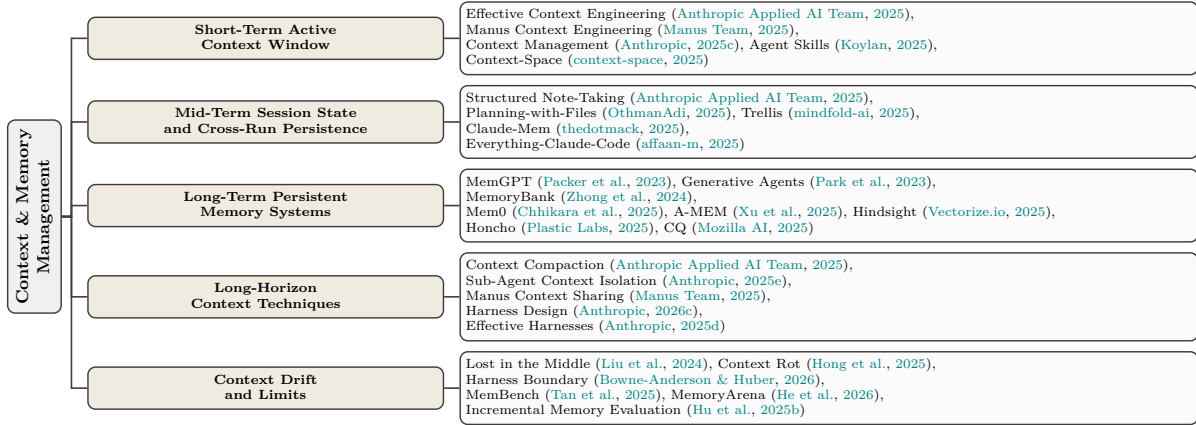 Context & Memory
Management
Short-Term Active
Context Window
Effective Context Engineering (Anthropic Applied AI Team, 2025),
Manus Context Engineering (Manus Team, 2025),
Context Management (Anthropic, 2025c), Agent Skills (Koylan, 2025),
Context-Space (context-space, 2025)
Mid-Term Session State
and Cross-Run Persistence
Structured Note-Taking (Anthropic Applied AI Team, 2025),
Planning-with-Files (OthmanAdi, 2025), Trellis (mindfold-ai, 2025),
Claude-Mem (thedotmack, 2025),
Everything-Claude-Code (affaan-m, 2025)
Long-Term Persistent
Memory Systems
MemGPT (Packer et al., 2023), Generative Agents (Park et al., 2023),
MemoryBank (Zhong et al., 2024),
Mem0 (Chhikara et al., 2025), A-MEM (Xu et al., 2025), Hindsight (Vectorize.io, 2025),
Honcho (Plastic Labs, 2025), CQ (Mozilla AI, 2025)
Long-Horizon
Context Techniques
Context Compaction (Anthropic Applied AI Team, 2025),
Sub-Agent Context Isolation (Anthropic, 2025e),
Manus Context Sharing (Manus Team, 2025),
Harness Design (Anthropic, 2026c),
Effective Harnesses (Anthropic, 2025d)
Context Drift
and Limits
Lost in the Middle (Liu et al., 2024), Context Rot (Hong et al., 2025),
Harness Boundary (Bowne-Anderson & Huber, 2026),
MemBench (Tan et al., 2025), MemoryArena (He et al., 2026),
Incremental Memory Evaluation (Hu et al., 2025b)